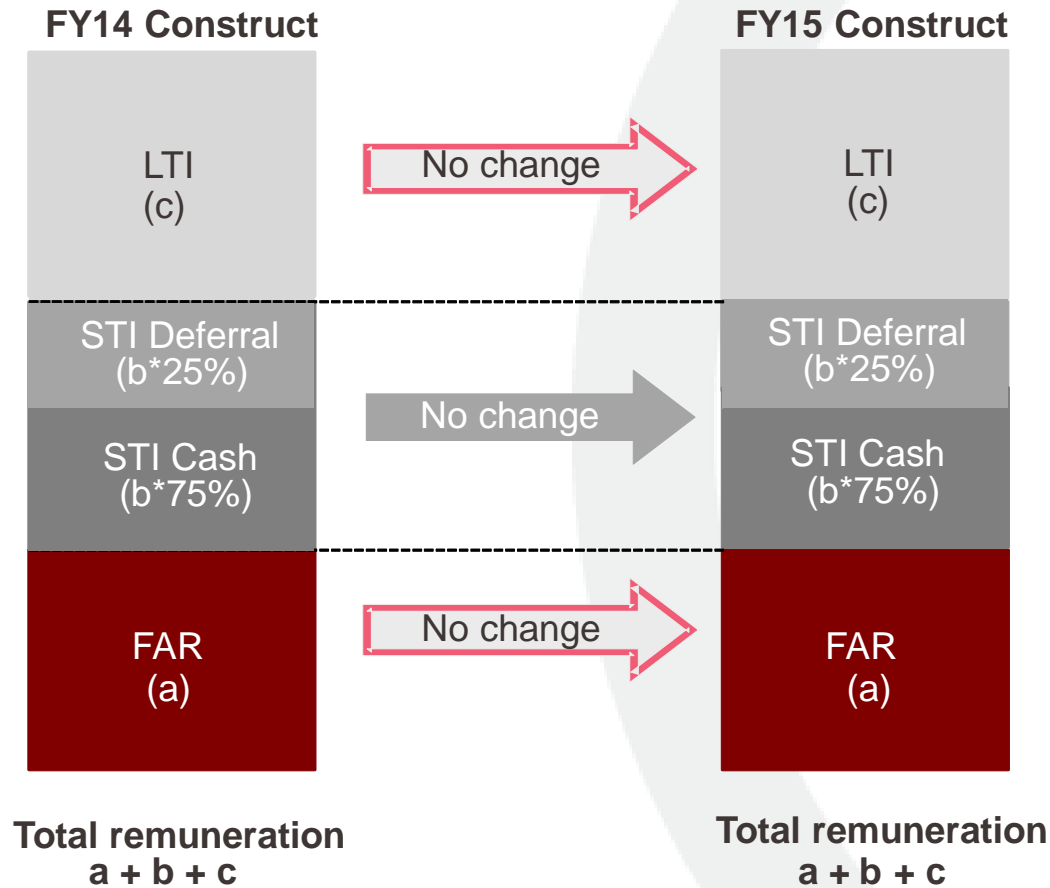 FY14 Construct
FY15 Construct
LTI
(c)
No change
LTI
(c)
STI Deferral
(b*25%)
STI Deferral
(b*25%)
No change
STI Cash
(b*75%)
STI Cash
(b*75%)
FAR
(a)
No change
FAR
(a)
Total remuneration
a + b + c
Total remuneration
a + b + c